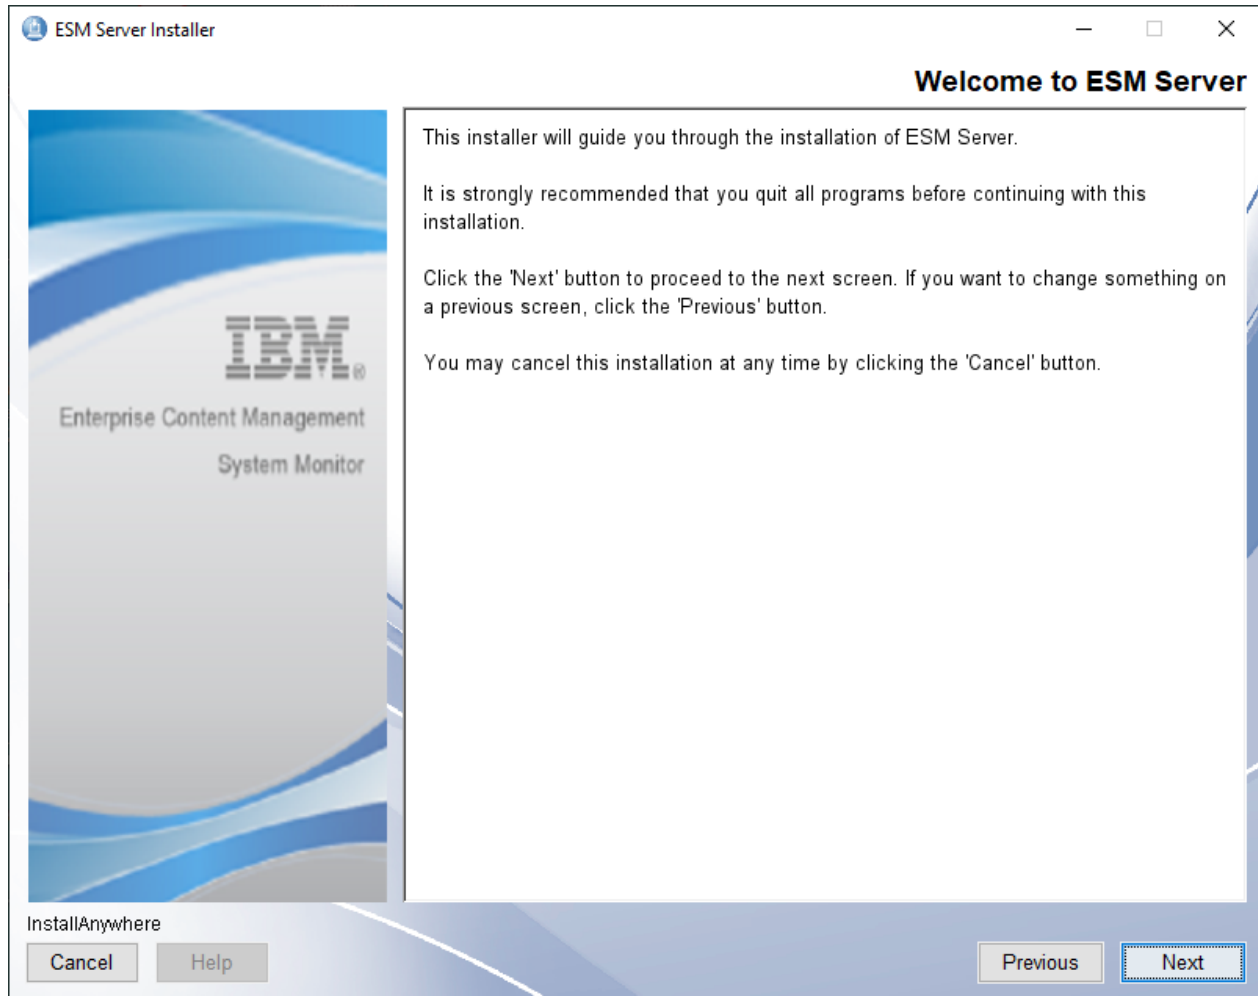 ESM Server Installer
Welcome to ESM Server
This installer will guide you through the installation of ESM Server.
It is strongly recommended that you quit all programs before continuing with this
installation.
Click the 'Next' button to proceed to the next screen. If you want to change something on
a previous screen, click the 'Previous' button.
You may cancel this installation at any time by clicking the 'Cancel' button.
IBM®
Enterprise Content Management
System Monitor
InstallAnywhere
Cancel
Help
Previous
Next